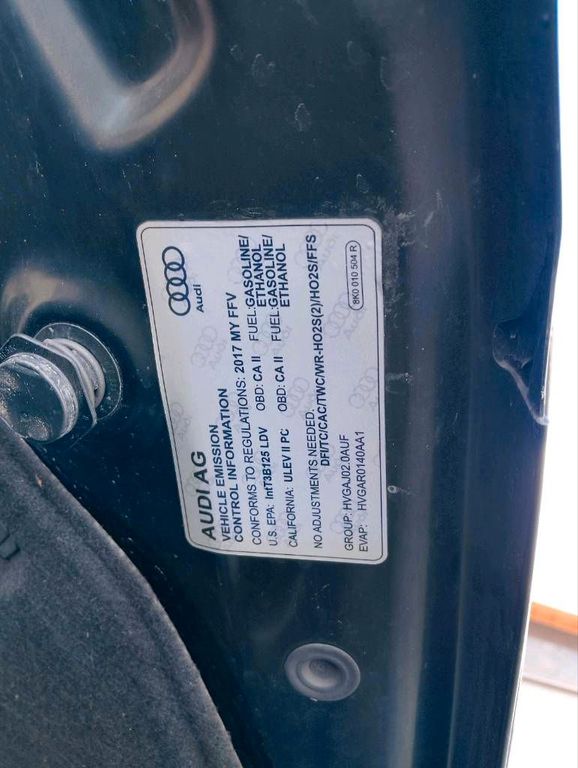 Audi
AUDI AG
VEHICLE EMISSION
CONTROL INFORMATION
CONFORMS TO REGULATIONS: 2017 MY FFV
U.S. EPA: IntT3B125 LDV OBD: CA II FUEL:GASOLINE/
ETHANOL
CALIFORNIA: ULEV II PC OBD: CA II FUEL:GASOLINE/
ETHANOL
NO ADJUSTMENTS NEEDED.
DFI/TC/CAC/TWC/WR-HO2S(2)/HO2S/FFS
GROUP: HVGAJ02.0AUF
EVAP: HVGAR0140AA1
8K0 010 504 R